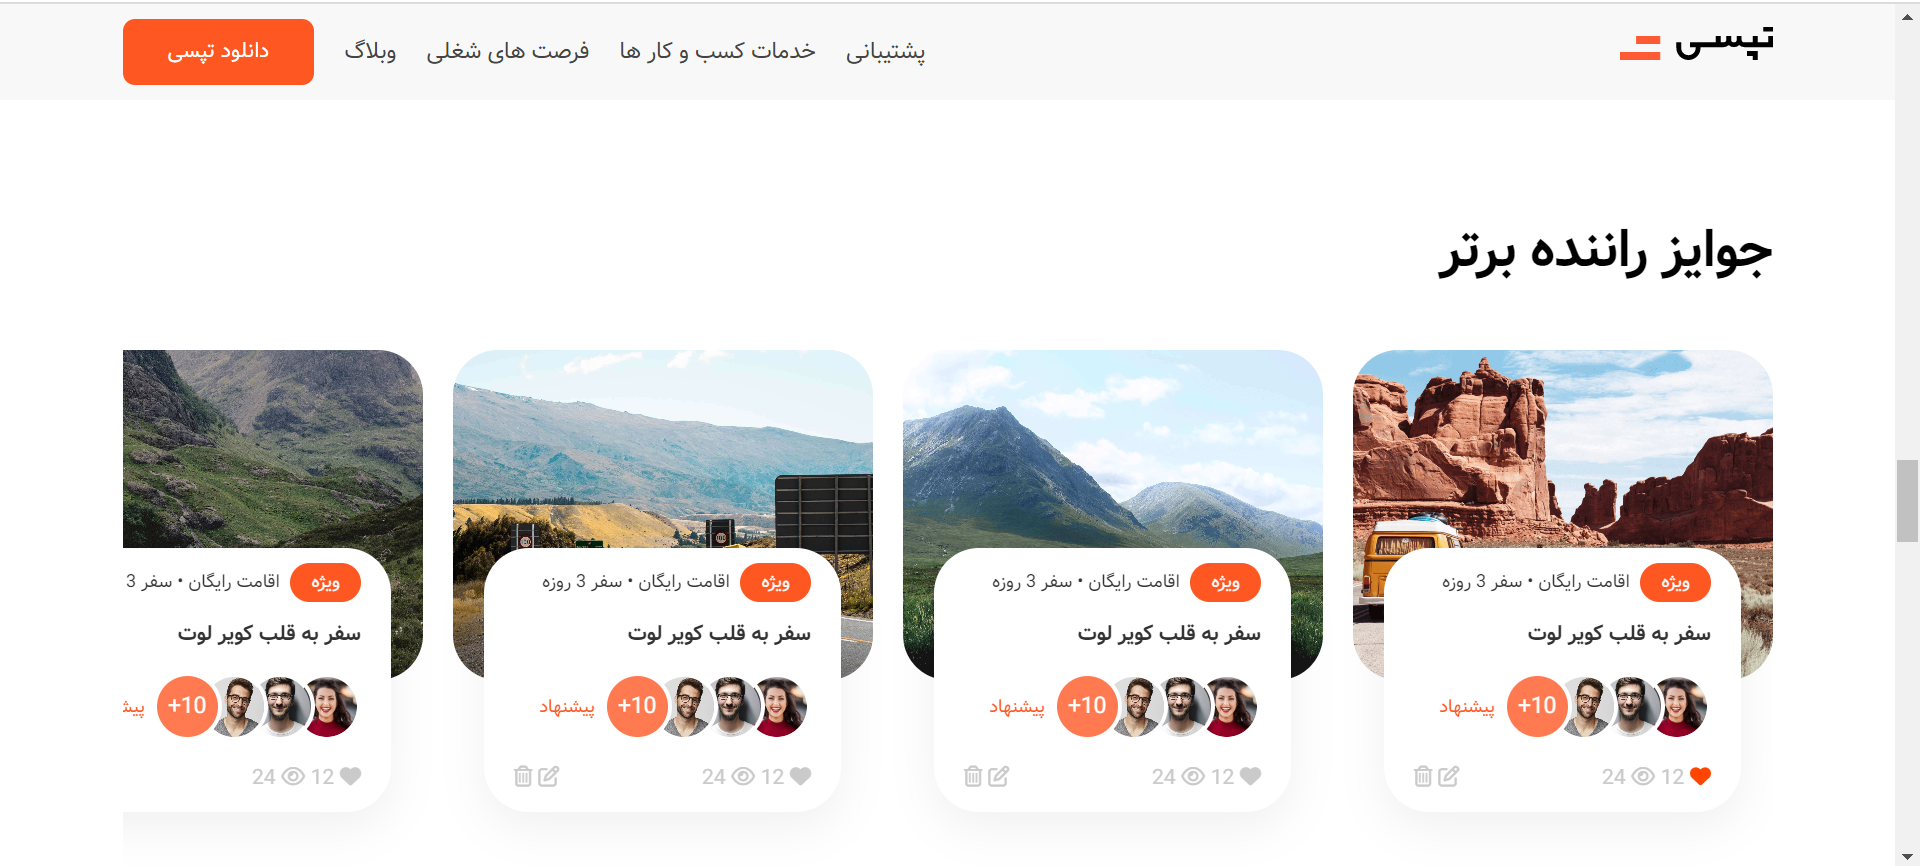 تپسی
پشتیبانی
خدمات کسب و کار ها
فرصت های شغلی
وبلاگ
دانلود تپسی
جوایز راننده برتر
ویژه اقامت رایگان • سفر 3 روزه
سفر به قلب کویر لوت
+10 پیشنهاد
12 24
ویژه اقامت رایگان • سفر 3 روزه
سفر به قلب کویر لوت
+10 پیشنهاد
12 24
ویژه اقامت رایگان • سفر 3 روزه
سفر به قلب کویر لوت
+10 پیشنهاد
12 24
ویژه اقامت رایگان • سفر 3
سفر به قلب کویر لوت
+10 پیش
12 24